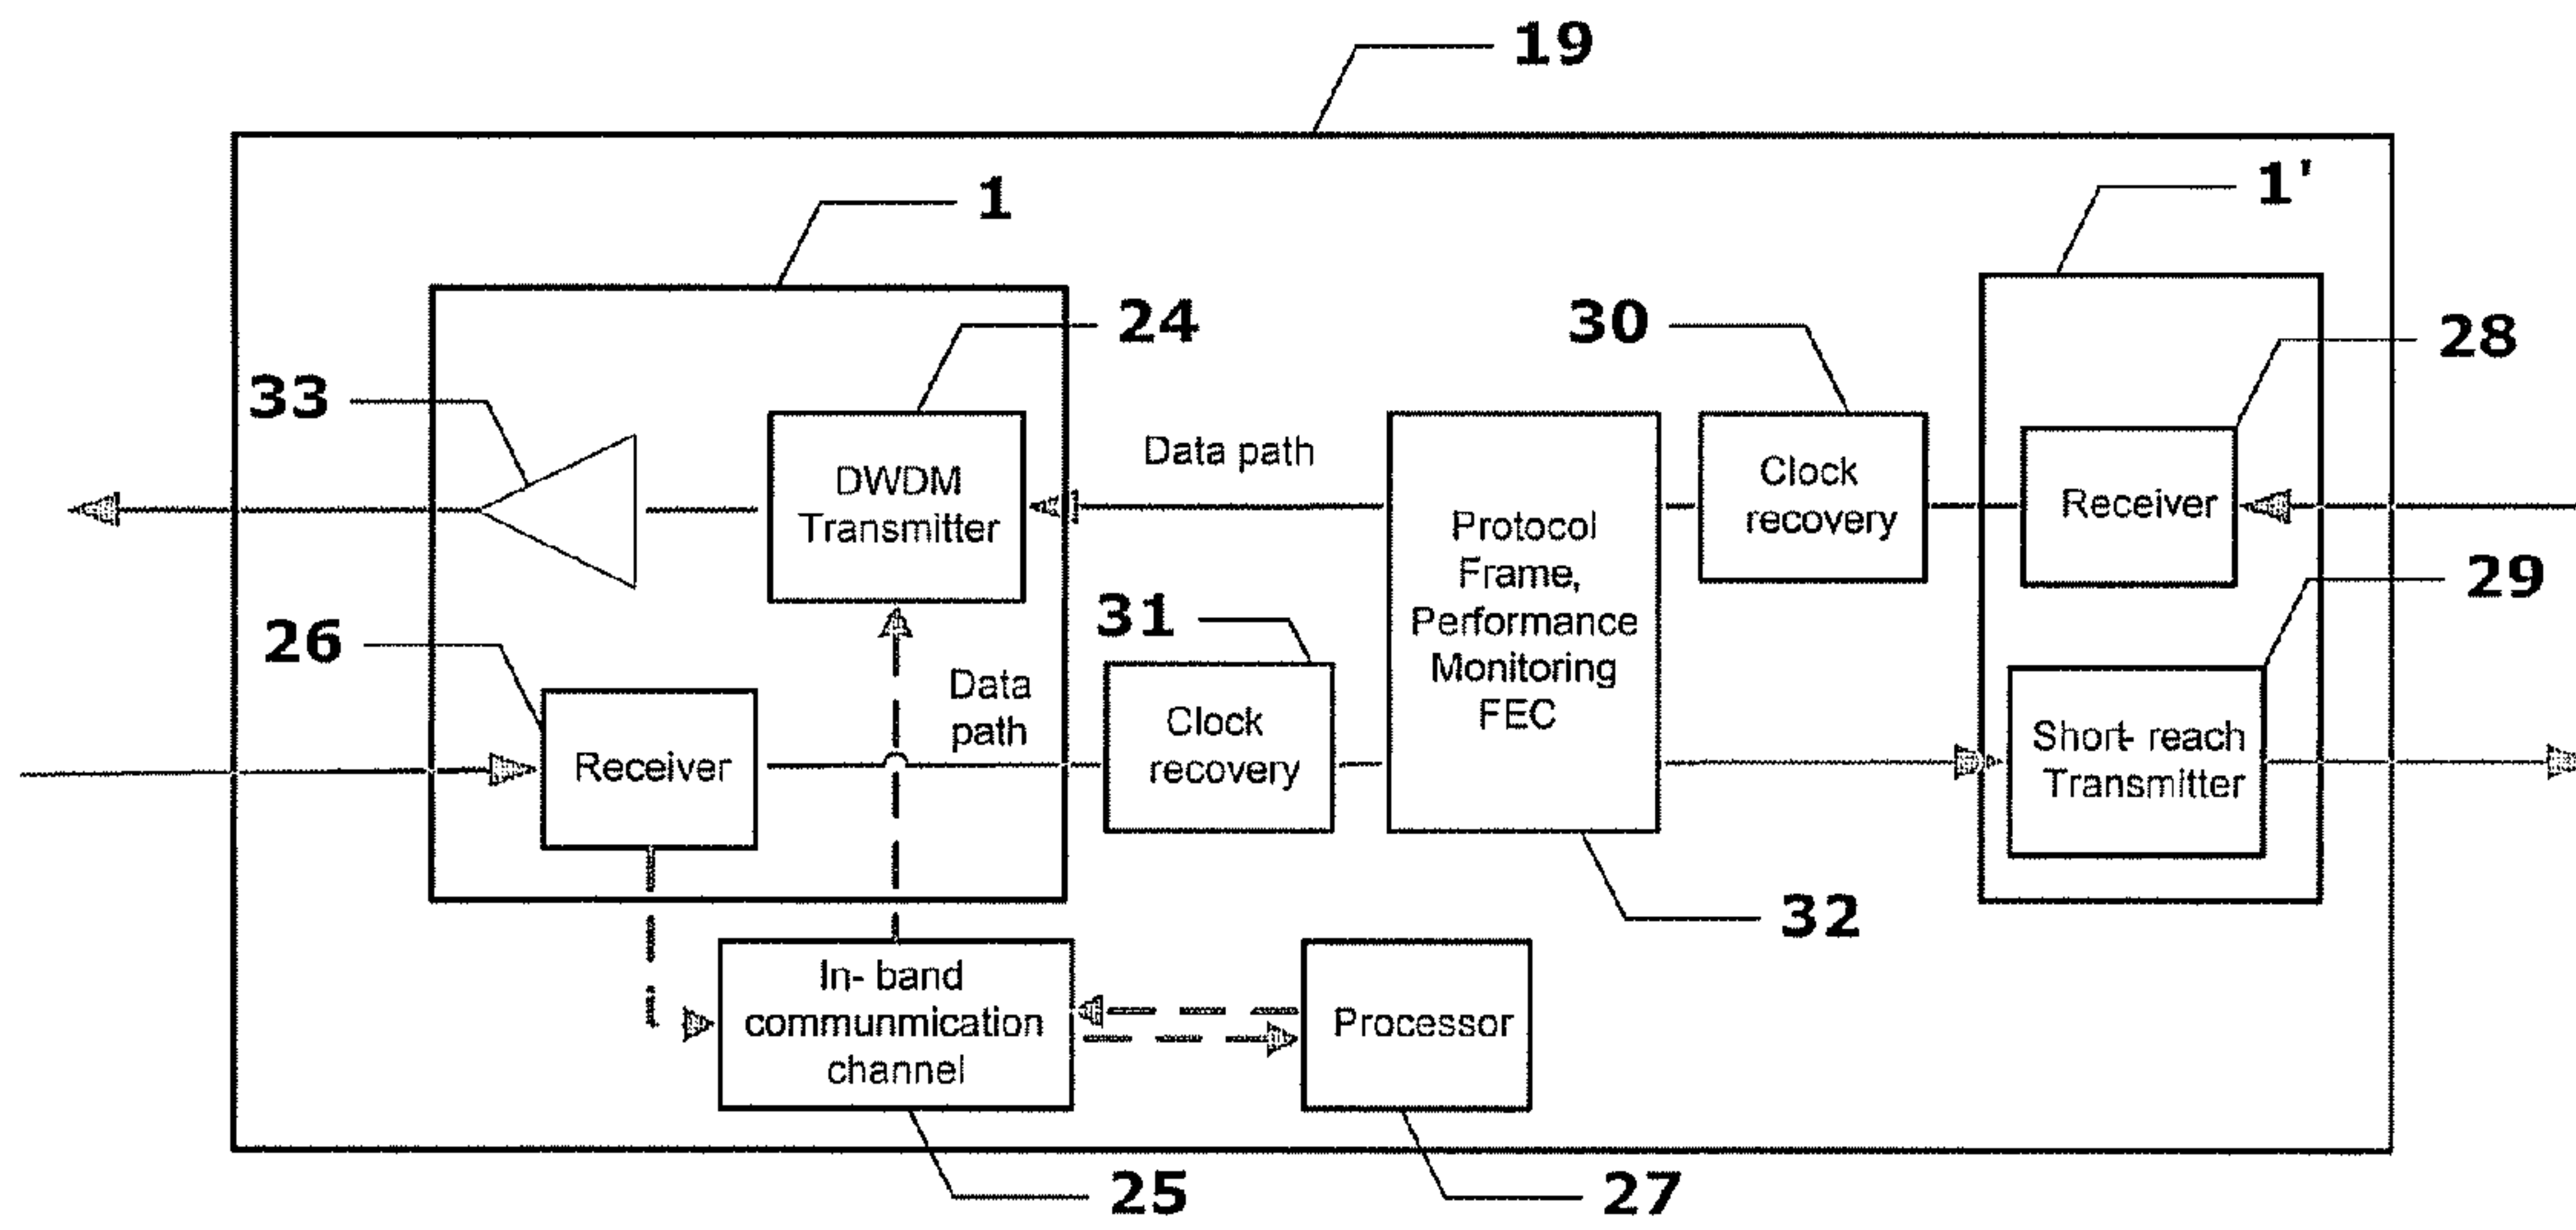 19
1
1'
24
30
28
33
DWDM
Transmitter
Data path
Protocol
Frame,
Performance
Monitoring
FEC
Clock
recovery
Receiver
29
26
31
Receiver
Data
path
Clock
recovery
Short- reach
Transmitter
32
In- band
communmication
channel
Processor
25
27